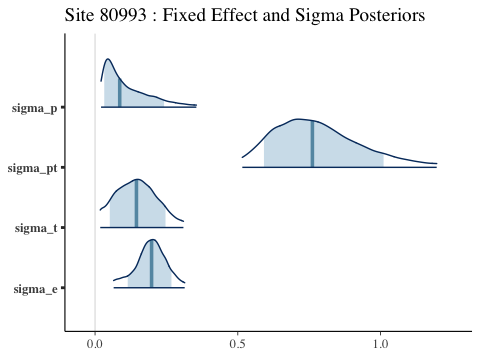 Site 80993 : Fixed Effect and Sigma Posteriors
sigma_p
sigma_pt
sigma_t
sigma_e
0.0 0.5 1.0